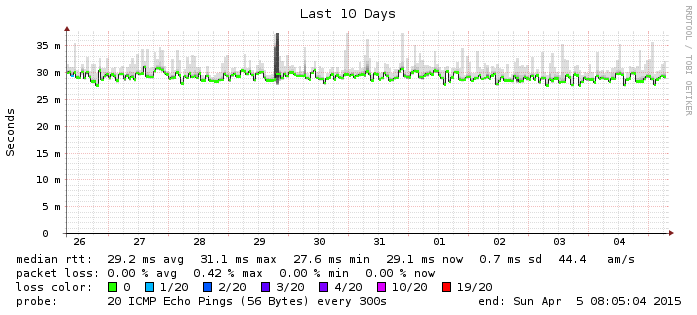 Last 10 Days
RRDTOOL / TOBI OETIKER
Seconds
35 m
30 m
25 m
20 m
15 m
10 m
5 m
0
26 27 28 29 30 31 01 02 03 04
median rtt: 29.2 ms avg 31.1 ms max 27.6 ms min 29.1 ms now 0.7 ms sd 44.4 am/s
packet loss: 0.00 % avg 0.42 % max 0.00 % min 0.00 % now
loss color: 0 1/20 2/20 3/20 4/20 10/20 19/20
probe: 20 ICMP Echo Pings (56 Bytes) every 300s end: Sun Apr 5 08:05:04 2015